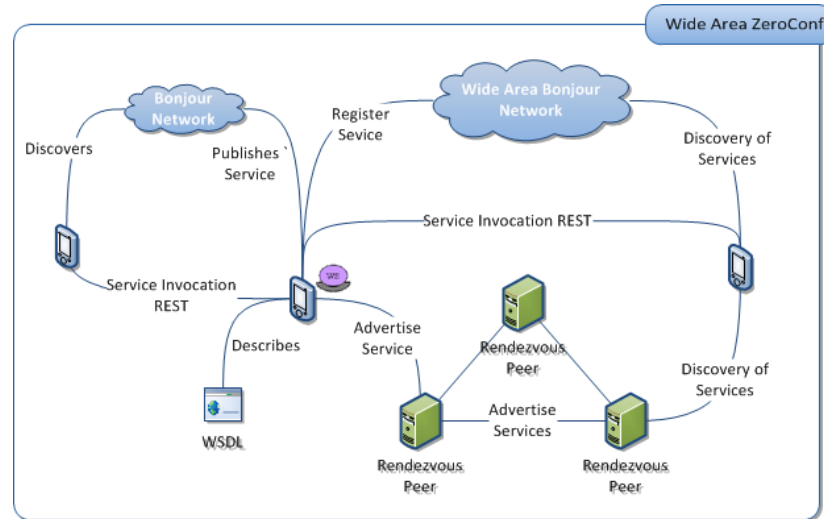 Wide Area ZeroConf
Bonjour
Network
Wide Area Bonjour
Network
Register
Sevice
Discovers
Publishes `
Service
Discovery of
Services
Service Invocation REST
Service Invocation
REST
Describes
Advertise
Service
Rendezvous
Peer
Discovery of
Services
Advertise
Services
WSDL
Rendezvous
Peer
Rendezvous
Peer